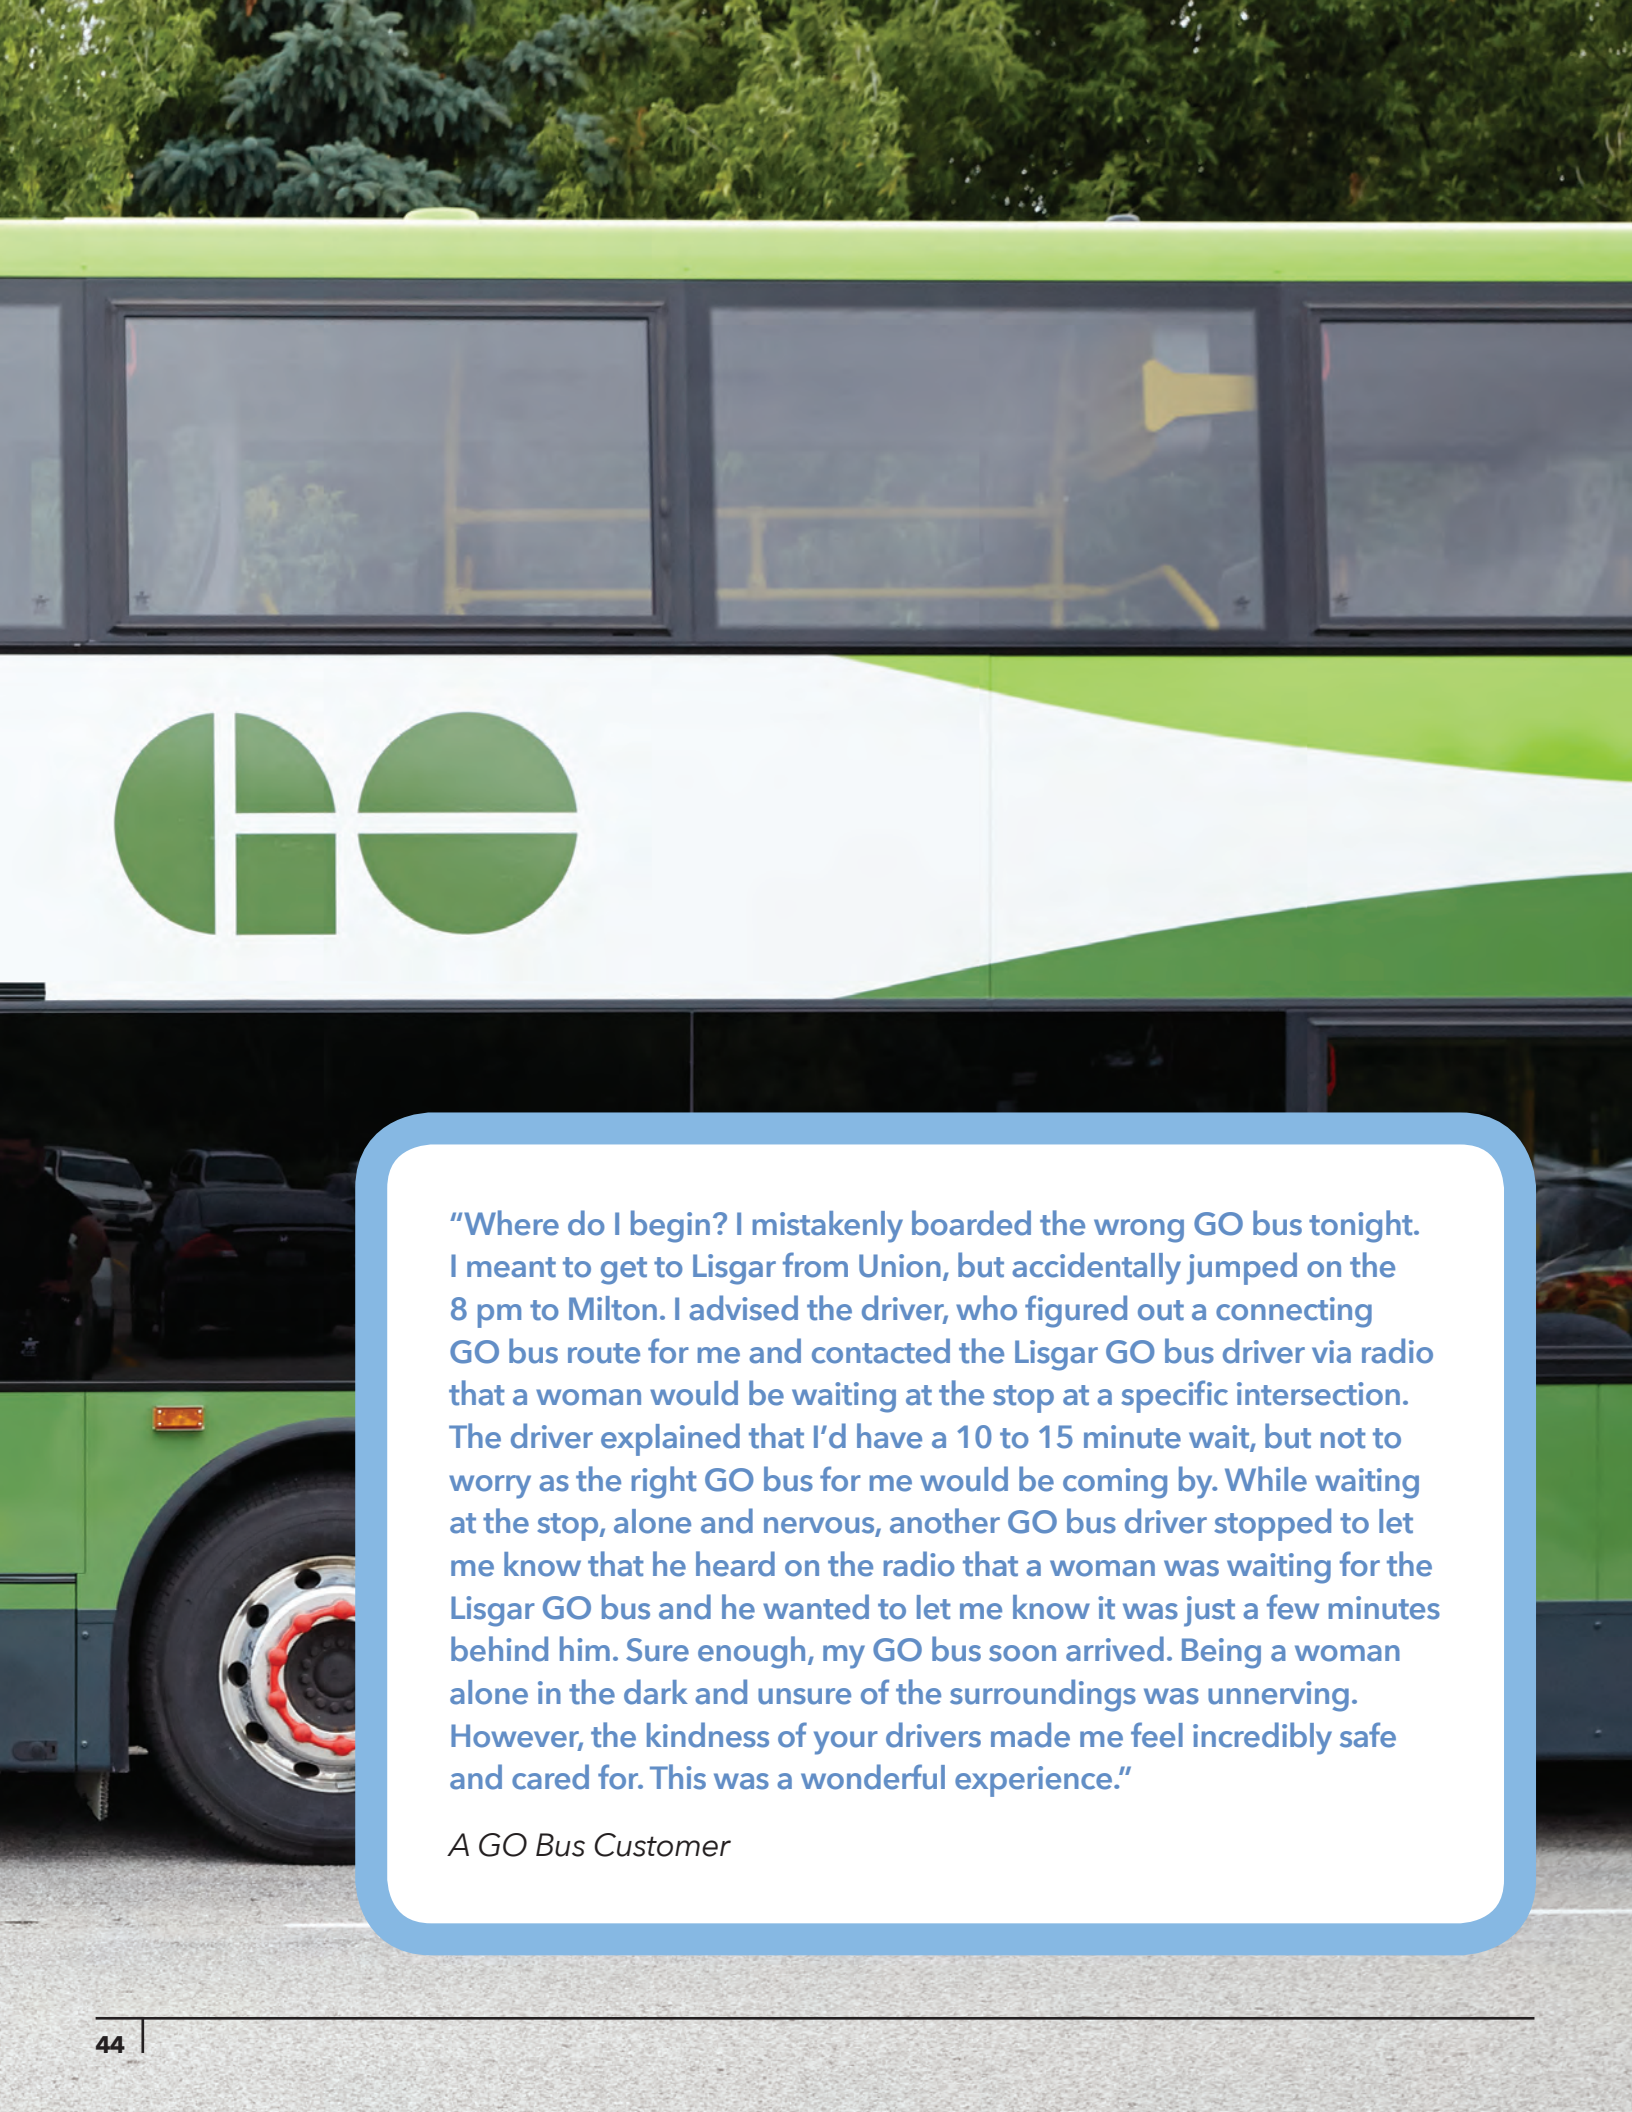 GO
“Where do I begin? I mistakenly boarded the wrong GO bus tonight.
I meant to get to Lisgar from Union, but accidentally jumped on the
8 pm to Milton. I advised the driver, who figured out a connecting
GO bus route for me and contacted the Lisgar GO bus driver via radio
that a woman would be waiting at the stop at a specific intersection.
The driver explained that I’d have a 10 to 15 minute wait, but not to
worry as the right GO bus for me would be coming by. While waiting
at the stop, alone and nervous, another GO bus driver stopped to let
me know that he heard on the radio that a woman was waiting for the
Lisgar GO bus and he wanted to let me know it was just a few minutes
behind him. Sure enough, my GO bus soon arrived. Being a woman
alone in the dark and unsure of the surroundings was unnerving.
However, the kindness of your drivers made me feel incredibly safe
and cared for. This was a wonderful experience.”
A GO Bus Customer
44